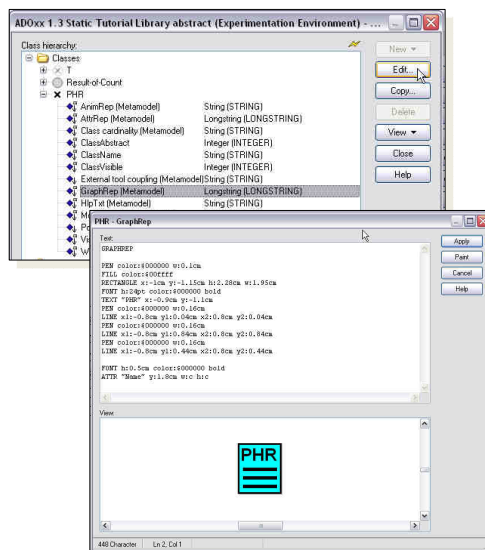 ADOxx 1.3 Static Tutorial Library abstract (Experimentation Environment) - ...
Class hierarchy:
New
Classes
T
Edit...
Result-of-Count
PHR
Copy...
AnimRep (Metamodel) String (STRING)
AttrRep (Metamodel) Longstring (LONGSTRING)
Delete
Class cardinality (Metamodel) String (STRING)
ClassAbstract Integer (INTEGER)
View
ClassName String (STRING)
ClassVisible Integer (INTEGER)
Close
External tool coupling (Metamodel) String (STRING)
GraphRep (Metamodel) Longstring (LONGSTRING)
Help
HlpTxt (Metamodel) String (STRING)
PHR - GraphRep
Text:
GRAPHREP
Apply
PEN color:$000000 w:0.1cm
Paint
FILL color:$00ffff
RECTANGLE x:-1cm y:-1.15cm h:2.28cm w:1.95cm
Cancel
FONT h:24pt color:$000000 bold
Help
TEXT "PHR" x:-0.9cm y:-1.1cm
PEN color:$000000 w:0.16cm
LINE x1:-0.8cm y1:0.04cm x2:0.8cm y2:0.04cm
PEN color:$000000 w:0.16cm
LINE x1:-0.8cm y1:0.84cm x2:0.8cm y2:0.84cm
PEN color:$000000 w:0.16cm
LINE x1:-0.8cm y1:0.44cm x2:0.8cm y2:0.44cm
FONT h:0.5cm color:$000000 bold
ATTR "Name" y:1.8cm w:c h:c
View:
PHR
448 Character Ln 2, Col 1